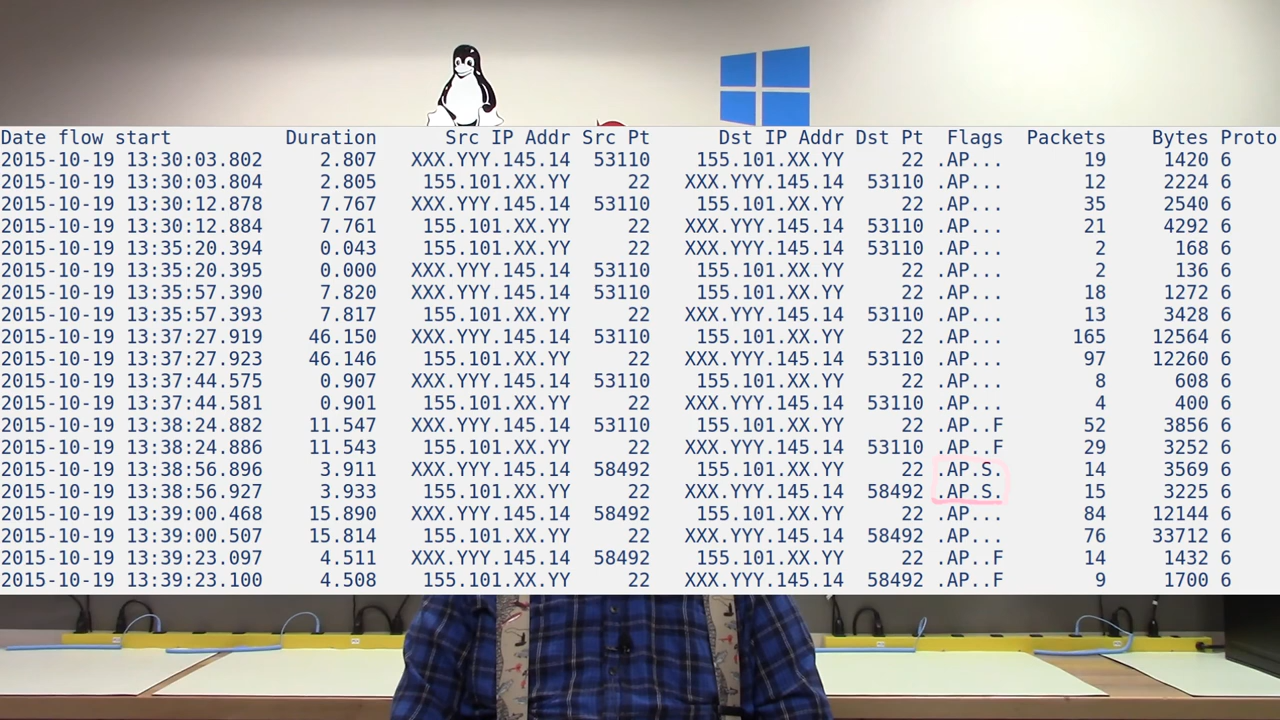 Date flow start Duration Src IP Addr Src Pt Dst IP Addr Dst Pt Flags Packets Bytes Proto
2015-10-19 13:30:03.802 2.807 XXX.YYY.145.14 53110 155.101.XX.YY 22 .AP... 19 1420 6
2015-10-19 13:30:03.804 2.805 155.101.XX.YY 22 XXX.YYY.145.14 53110 .AP... 12 2224 6
2015-10-19 13:30:12.878 7.767 XXX.YYY.145.14 53110 155.101.XX.YY 22 .AP... 35 2540 6
2015-10-19 13:30:12.884 7.761 155.101.XX.YY 22 XXX.YYY.145.14 53110 .AP... 21 4292 6
2015-10-19 13:35:20.394 0.043 155.101.XX.YY 22 XXX.YYY.145.14 53110 .AP... 2 168 6
2015-10-19 13:35:20.395 0.000 XXX.YYY.145.14 53110 155.101.XX.YY 22 .AP... 2 136 6
2015-10-19 13:35:57.390 7.820 XXX.YYY.145.14 53110 155.101.XX.YY 22 .AP... 18 1272 6
2015-10-19 13:35:57.393 7.817 155.101.XX.YY 22 XXX.YYY.145.14 53110 .AP... 13 3428 6
2015-10-19 13:37:27.919 46.150 XXX.YYY.145.14 53110 155.101.XX.YY 22 .AP... 165 12564 6
2015-10-19 13:37:27.923 46.146 155.101.XX.YY 22 XXX.YYY.145.14 53110 .AP... 97 12260 6
2015-10-19 13:37:44.575 0.907 XXX.YYY.145.14 53110 155.101.XX.YY 22 .AP... 8 608 6
2015-10-19 13:37:44.581 0.901 155.101.XX.YY 22 XXX.YYY.145.14 53110 .AP... 4 400 6
2015-10-19 13:38:24.882 11.547 XXX.YYY.145.14 53110 155.101.XX.YY 22 .AP..F 52 3856 6
2015-10-19 13:38:24.886 11.543 155.101.XX.YY 22 XXX.YYY.145.14 53110 .AP..F 29 3252 6
2015-10-19 13:38:56.896 3.911 XXX.YYY.145.14 58492 155.101.XX.YY 22 .AP.S. 14 3569 6
2015-10-19 13:38:56.927 3.933 155.101.XX.YY 22 XXX.YYY.145.14 58492 .AP.S. 15 3225 6
2015-10-19 13:39:00.468 15.890 XXX.YYY.145.14 58492 155.101.XX.YY 22 .AP... 84 12144 6
2015-10-19 13:39:00.507 15.814 155.101.XX.YY 22 XXX.YYY.145.14 58492 .AP... 76 33712 6
2015-10-19 13:39:23.097 4.511 XXX.YYY.145.14 58492 155.101.XX.YY 22 .AP..F 14 1432 6
2015-10-19 13:39:23.100 4.508 155.101.XX.YY 22 XXX.YYY.145.14 58492 .AP..F 9 1700 6